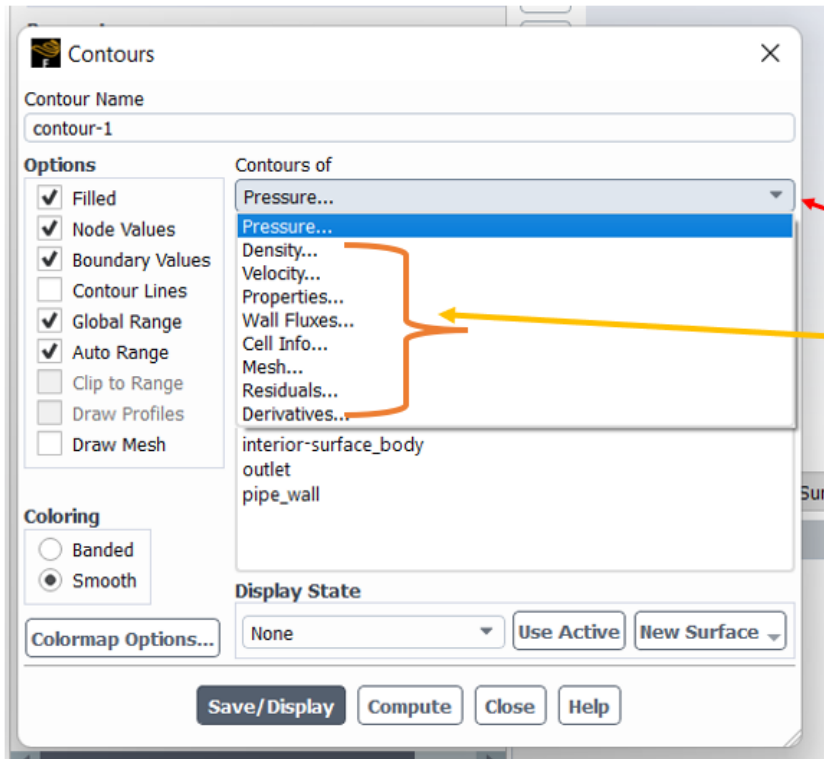 Contours
Contour Name
contour-1
Options
Contours of
Filled
Pressure...
Node Values
Pressure...
Boundary Values
Density...
Contour Lines
Velocity...
Global Range
Properties...
Auto Range
Wall Fluxes...
Clip to Range
Cell Info...
Draw Profiles
Mesh...
Draw Mesh
Residuals...
Derivatives...
interior-surface_body
outlet
pipe_wall
Coloring
Banded
Smooth
Colormap Options...
Display State
None
Use Active
New Surface
Save/Display
Compute
Close
Help